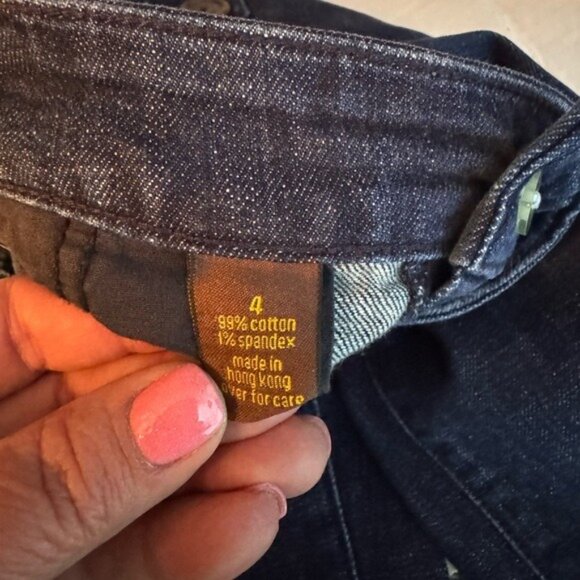 4
99% cotton
1% spandex
made in
hong kong
over for care